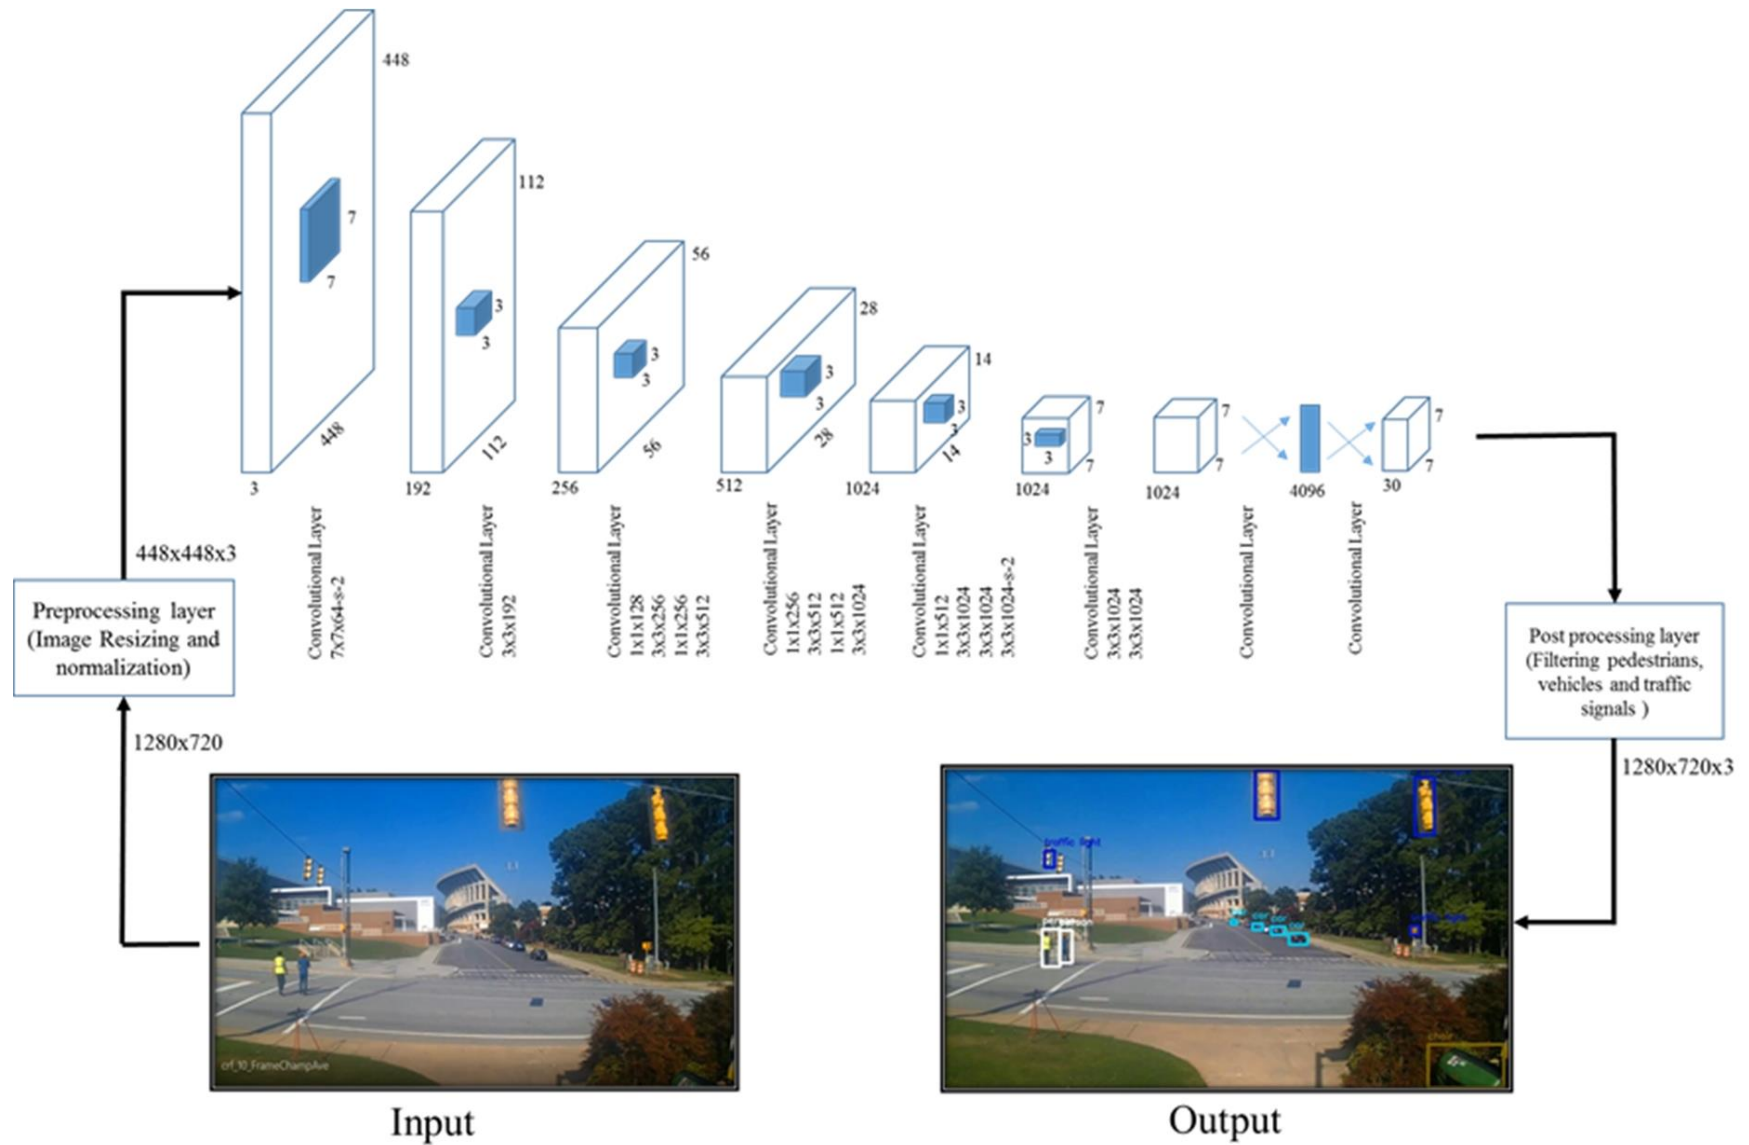 448
7
7
448
3
112
3
3
112
192
56
3
3
56
256
28
3
3
28
512
14
3
3
14
1024
7
3
3
7
1024
7
7
1024
4096
7
7
30
Convolutional Layer
7x7x64-s-2
Convolutional Layer
3x3x192
Convolutional Layer
1x1x128
3x3x256
1x1x256
3x3x512
Convolutional Layer
1x1x256
3x3x512
1x1x512
3x3x1024
Convolutional Layer
1x1x512
3x3x1024
3x3x1024
3x3x1024-s-2
Convolutional Layer
3x3x1024
3x3x1024
Convolutional Layer
Convolutional Layer
448x448x3
Preprocessing layer
(Image Resizing and
normalization)
1280x720
Post processing layer
(Filtering pedestrians,
vehicles and traffic
signals )
1280x720x3
crf_10_FrameChampAve
traffic light
car
car
car
Input
Output